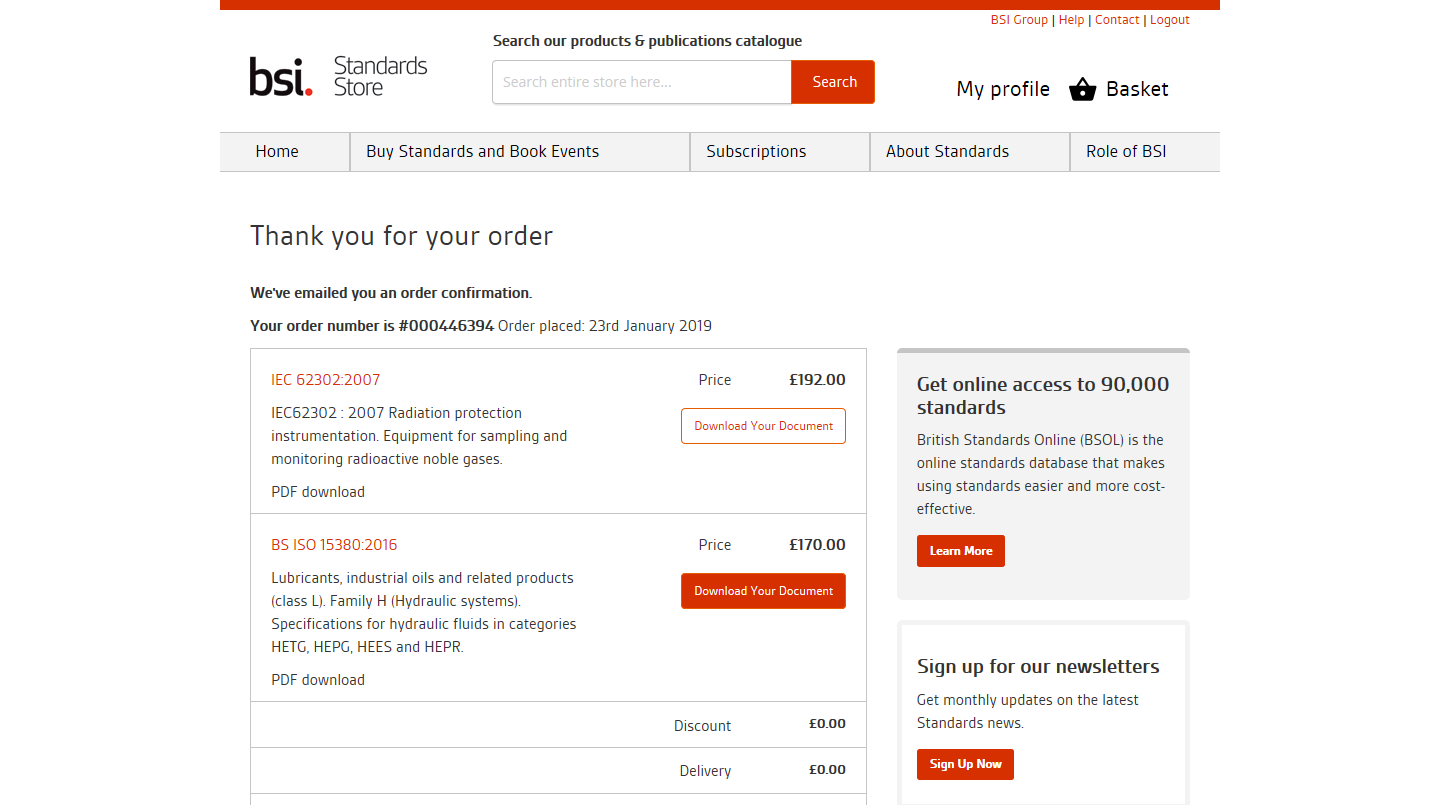 BSI Group | Help | Contact | Logout
Search our products & publications catalogue
bsi. Standards Store
Search entire store here...
Search
My profile
Basket
Home
Buy Standards and Book Events
Subscriptions
About Standards
Role of BSI
Thank you for your order
We've emailed you an order confirmation.
Your order number is #000446394 Order placed: 23rd January 2019
IEC 62302:2007
Price £192.00
IEC62302 : 2007 Radiation protection
instrumentation. Equipment for sampling and
monitoring radioactive noble gases.
Download Your Document
PDF download
BS ISO 15380:2016
Price £170.00
Lubricants, industrial oils and related products
(class L). Family H (Hydraulic systems).
Specifications for hydraulic fluids in categories
HETG, HEPG, HEES and HEPR.
Download Your Document
PDF download
Discount £0.00
Delivery £0.00
Get online access to 90,000
standards
British Standards Online (BSOL) is the
online standards database that makes
using standards easier and more cost-
effective.
Learn More
Sign up for our newsletters
Get monthly updates on the latest
Standards news.
Sign Up Now